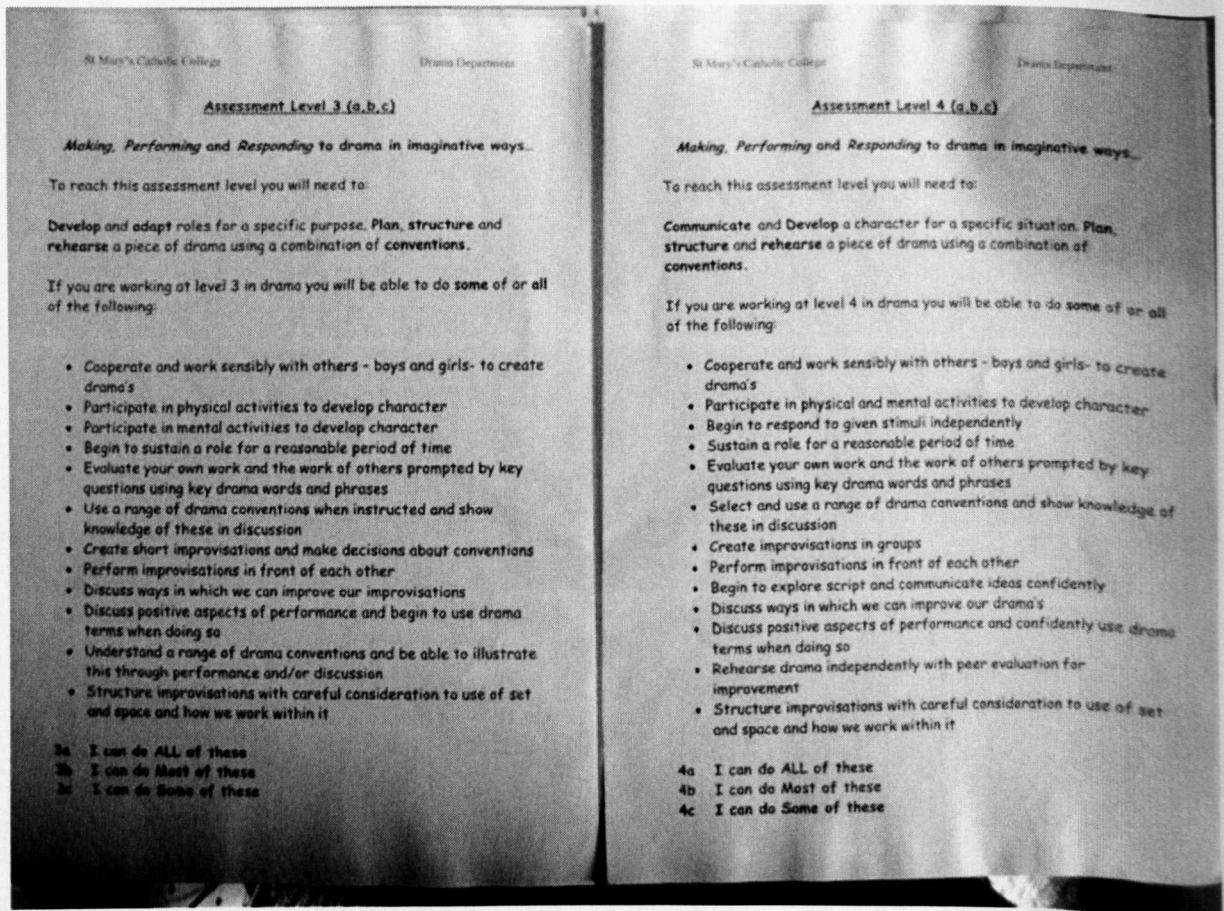 St Mary's Catholic College Drama Department
Assessment Level 3 (a,b,c)
Making, Performing and Responding to drama in imaginative ways...
To reach this assessment level you will need to:
Develop and adapt roles for a specific purpose. Plan, structure and
rehearse a piece of drama using a combination of conventions.
If you are working at level 3 in drama you will be able to do some of or all
of the following:
• Cooperate and work sensibly with others - boys and girls- to create
drama's
• Participate in physical activities to develop character
• Participate in mental activities to develop character
• Begin to sustain a role for a reasonable period of time
• Evaluate your own work and the work of others prompted by key
questions using key drama words and phrases
• Use a range of drama conventions when instructed and show
knowledge of these in discussion
• Create short improvisations and make decisions about conventions
• Perform improvisations in front of each other
• Discuss ways in which we can improve our improvisations
• Discuss positive aspects of performance and begin to use drama
terms when doing so
• Understand a range of drama conventions and be able to illustrate
this through performance and/or discussion
• Structure improvisations with careful consideration to use of set
and space and how we work within it
3a I can do ALL of these
3b I can do Most of these
3c I can do Some of these
St Mary's Catholic College Drama Department
Assessment Level 4 (a,b,c)
Making, Performing and Responding to drama in imaginative ways...
To reach this assessment level you will need to:
Communicate and Develop a character for a specific situation. Plan,
structure and rehearse a piece of drama using a combination of
conventions.
If you are working at level 4 in drama you will be able to do some of or all
of the following:
• Cooperate and work sensibly with others - boys and girls- to create
drama's
• Participate in physical and mental activities to develop character
• Begin to respond to given stimuli independently
• Sustain a role for a reasonable period of time
• Evaluate your own work and the work of others prompted by key
questions using key drama words and phrases
• Select and use a range of drama conventions and show knowledge of
these in discussion
• Create improvisations in groups
• Perform improvisations in front of each other
• Begin to explore script and communicate ideas confidently
• Discuss ways in which we can improve our drama's
• Discuss positive aspects of performance and confidently use drama
terms when doing so
• Rehearse drama independently with peer evaluation for
improvement
• Structure improvisations with careful consideration to use of set
and space and how we work within it
4a I can do ALL of these
4b I can do Most of these
4c I can do Some of these